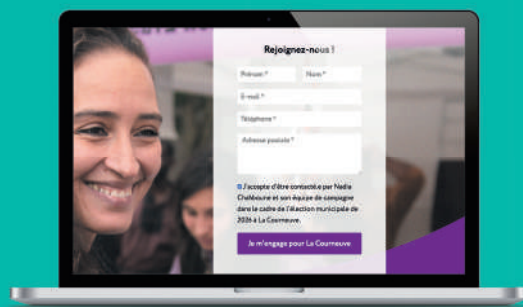 Rejoignez-nous !
Prénom * Nom *
E-mail *
Téléphone *
Adresse postale *
J'accepte d'être contacté.e par Nadia
Chahboune et son équipe de campagne
dans le cadre de l'élection municipale de
2026 à La Courneuve.
Je m'engage pour La Courneuve